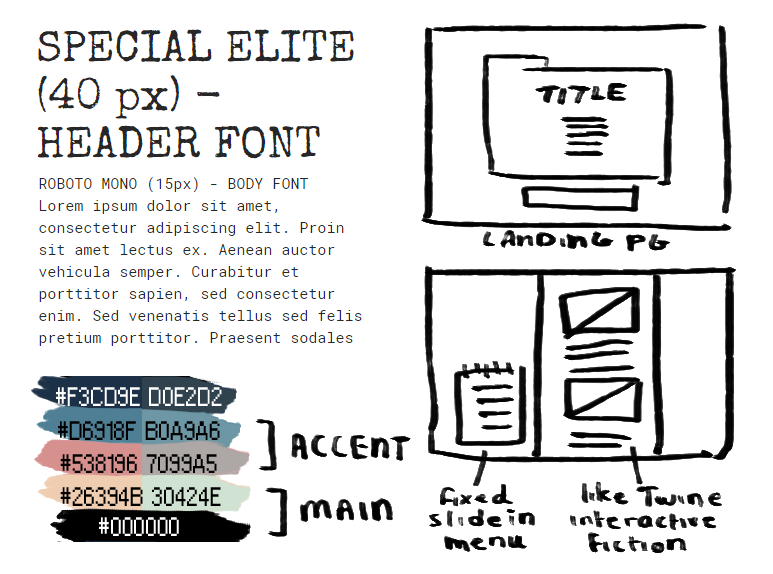 SPECIAL ELITE
(40 px) –
HEADER FONT
ROBOTO MONO (15px) - BODY FONT
Lorem ipsum dolor sit amet,
consectetur adipiscing elit. Proin
sit amet lectus ex. Aenean auctor
vehicula semper. Curabitur et
porttitor sapien, sed consectetur
enim. Sed venenatis tellus sed felis
pretium porttitor. Praesent sodales
#F3CD9E D0E2D2
#D6918F B0A9A6
#538196 7099A5
#26394B 30424E
#000000
ACCENT
MAIN
TITLE
LANDING PG
fixed
slide in
menu
like Twine
interactive
fiction